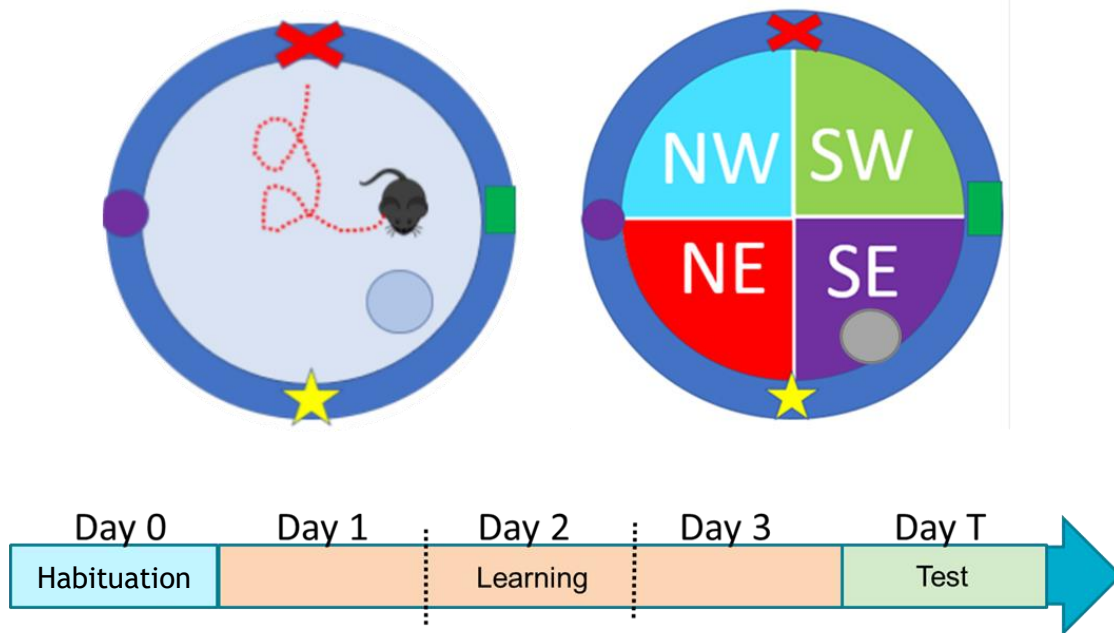 NW SW
NE SE
Day 0 Day 1 Day 2 Day 3 Day T
Habituation Learning Test